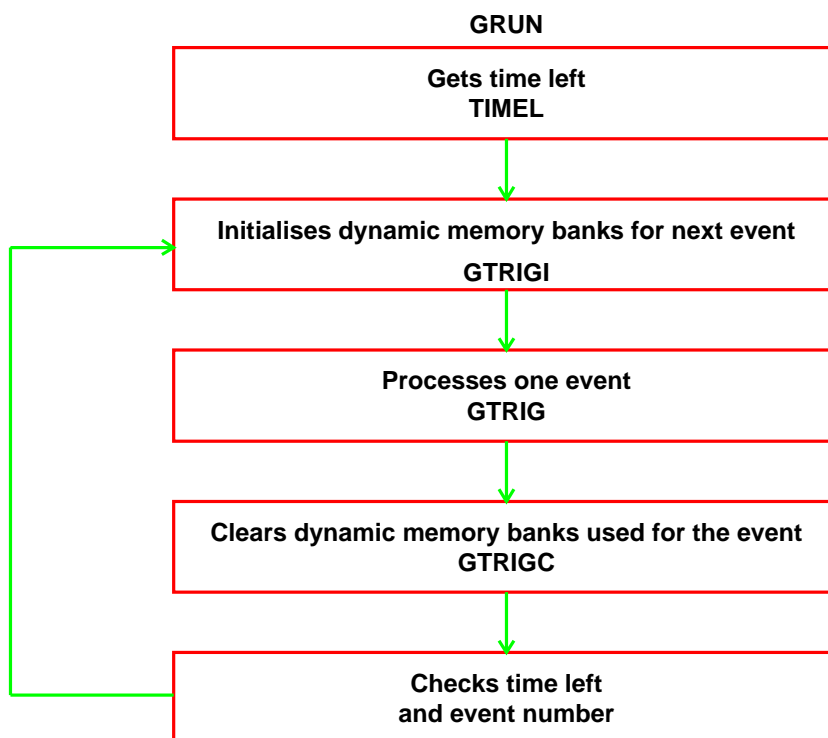 GRUN
Gets time left
TIMEL
Initialises dynamic memory banks for next event
GTRIGI
Processes one event
GTRIG
Clears dynamic memory banks used for the event
GTRIGC
Checks time left
and event number